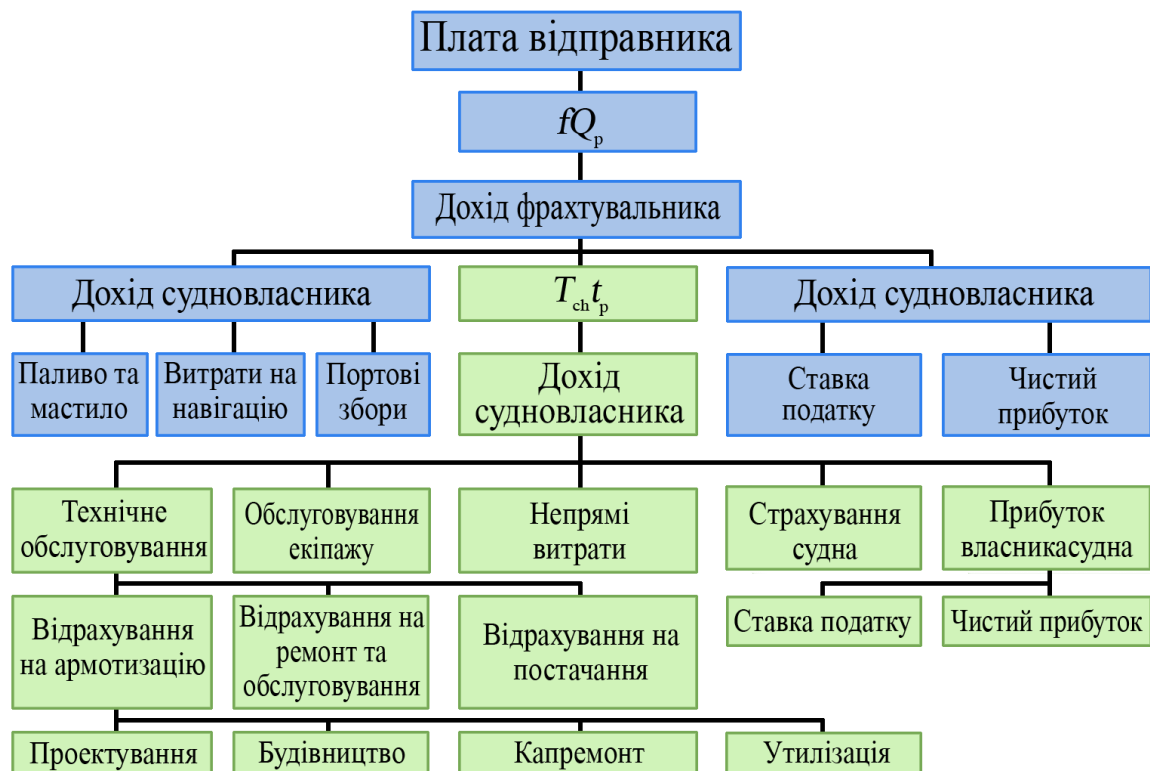 Плата відправника
fQp
Дохід фрахтувальника
Дохід судновласника
Tch tp
Дохід судновласника
Паливо та
мастило
Витрати на
навігацію
Портові
збори
Дохід
судновласника
Ставка
податку
Чистий
прибуток
Технічне
обслуговування
Обслуговування
екіпажу
Непрямі
витрати
Страхування
судна
Прибуток
власникасудна
Відрахування
на армотизацію
Відрахування на
ремонт та
обслуговування
Відрахування на
постачання
Ставка податку
Чистий прибуток
Проектування
Будівництво
Капремонт
Утилізація